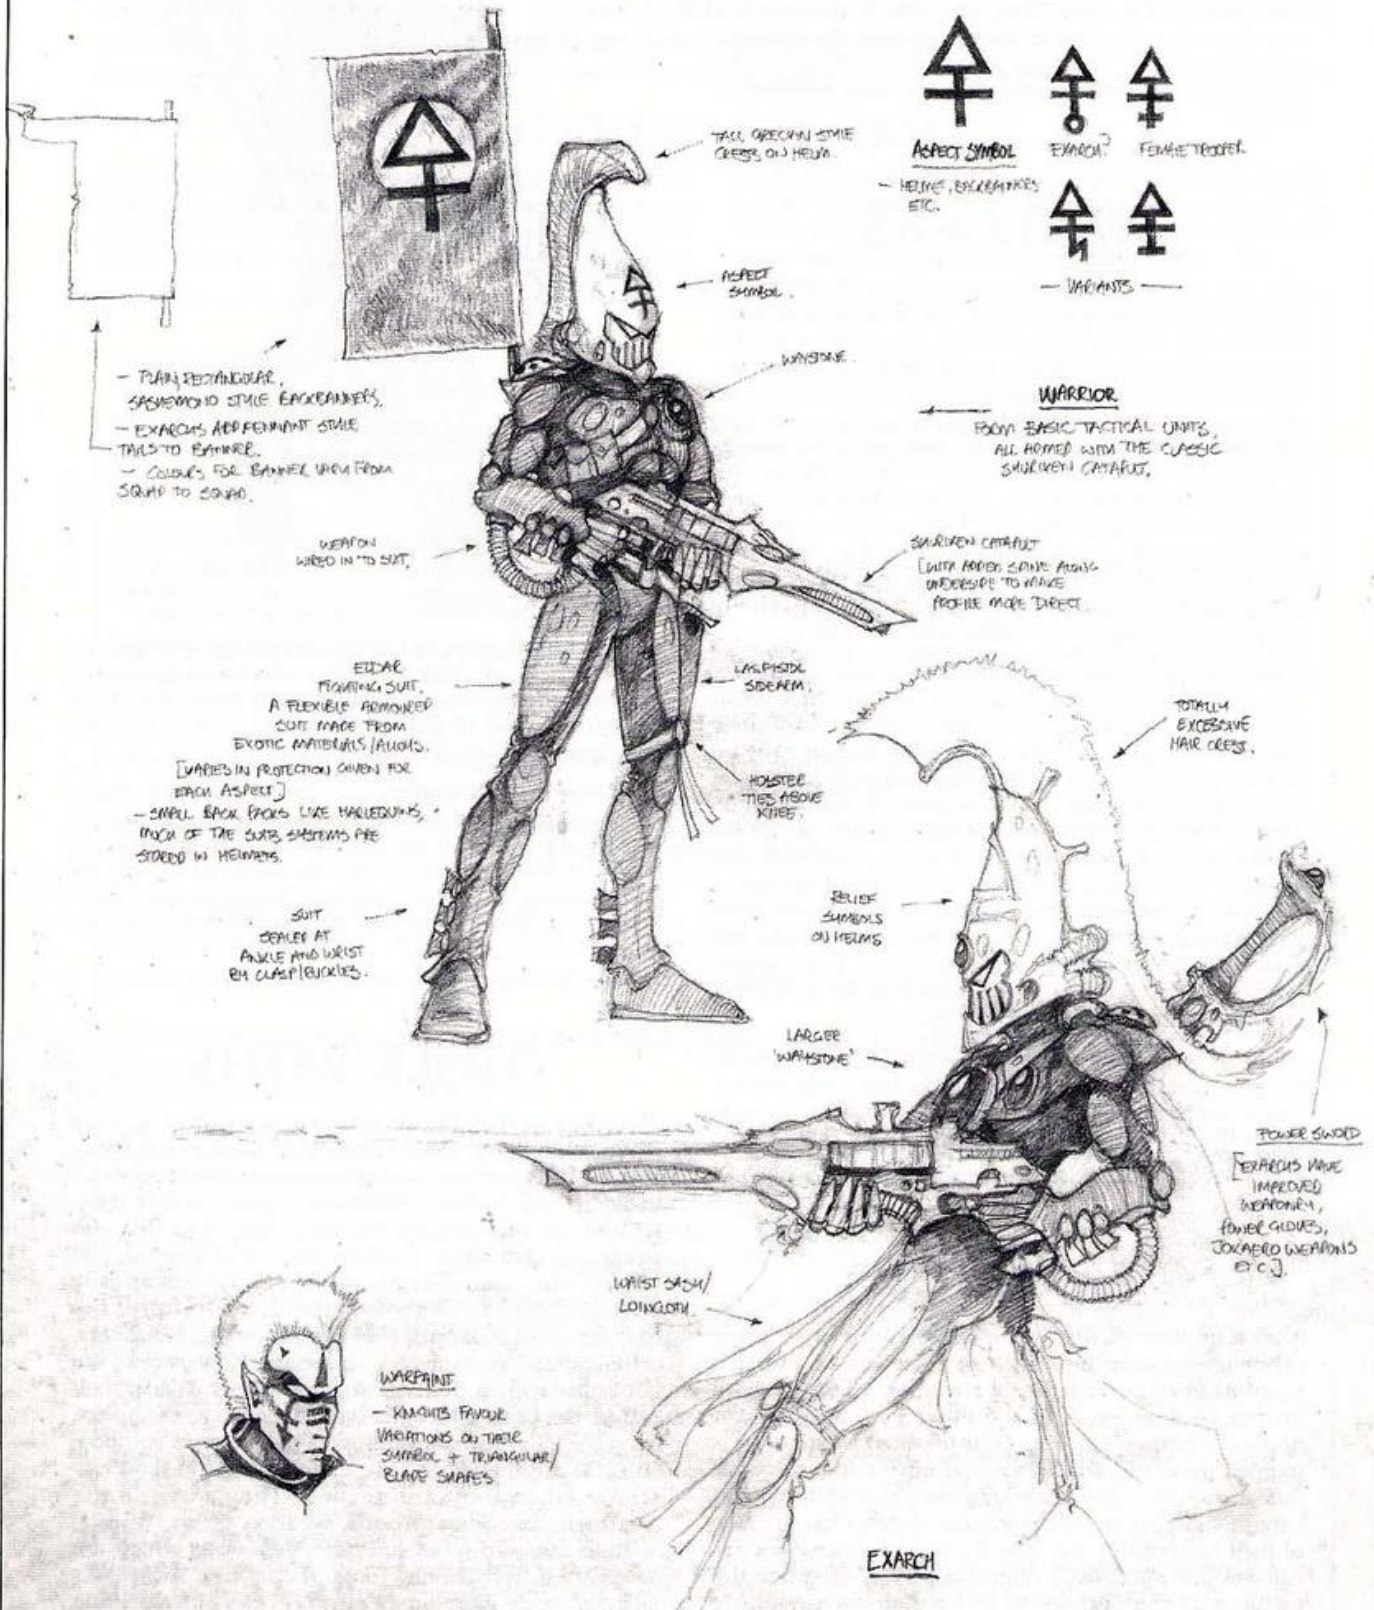 TALL GRECIAN STYLE
CREST ON HELM.
ASPECT SYMBOL
- HELMS, BACKBANNERS
ETC.
EXARCH?
FEMALE TROOPER
- VARIANTS -
ASPECT
SYMBOL.
WAYSTONE.
- PLAIN, RECTANGULAR,
SASHEMONO STYLE BACKBANNERS.
- EXARCHS ADD PENNANT STYLE
TAILS TO BANNER.
- COLOURS FOR BANNER VARY FROM
SQUAD TO SQUAD.
WARRIOR
FORM BASIC TACTICAL UNITS,
ALL ARMED WITH THE CLASSIC
SHURIKEN CATAPULT.
WEAPON
WIRED IN TO SUIT.
SHURIKEN CATAPULT
[WITH ADDED SPINE ALONG
UNDERSIDE TO MAKE
PROFILE MORE 'DIRECT'.
ELDAR
FIGHTING SUIT.
A FLEXIBLE ARMOURED
SUIT MADE FROM
EXOTIC MATERIALS/ALLOYS.
[VARIES IN PROTECTION GIVEN FOR
EACH ASPECT]
- SMALL BACK PACKS LIKE HARLEQUINS,
MUCH OF THE SUITS SYSTEMS ARE
STORED IN HELMETS.
LASPISTOL
SIDEARM.
HOLSTER
TIES ABOVE
KNEE.
TOTALLY
EXCESSIVE
HAIR CREST.
SUIT
SEALED AT
ANKLE AND WRIST
BY CLASP/BUCKLES.
RELIEF
SYMBOLS
ON HELMS
LARGER
'WAYSTONE'
POWER SWORD
[EXARCHS HAVE
IMPROVED
WEAPONRY,
POWER GLOVES,
JOKAERO WEAPONS
ETC.].
WAIST SASH/
LOINCLOTH
WARPAINT
- KNIGHTS FAVOUR
VARIATIONS ON THEIR
SYMBOL + TRIANGULAR/
BLADE SHAPES.
EXARCH